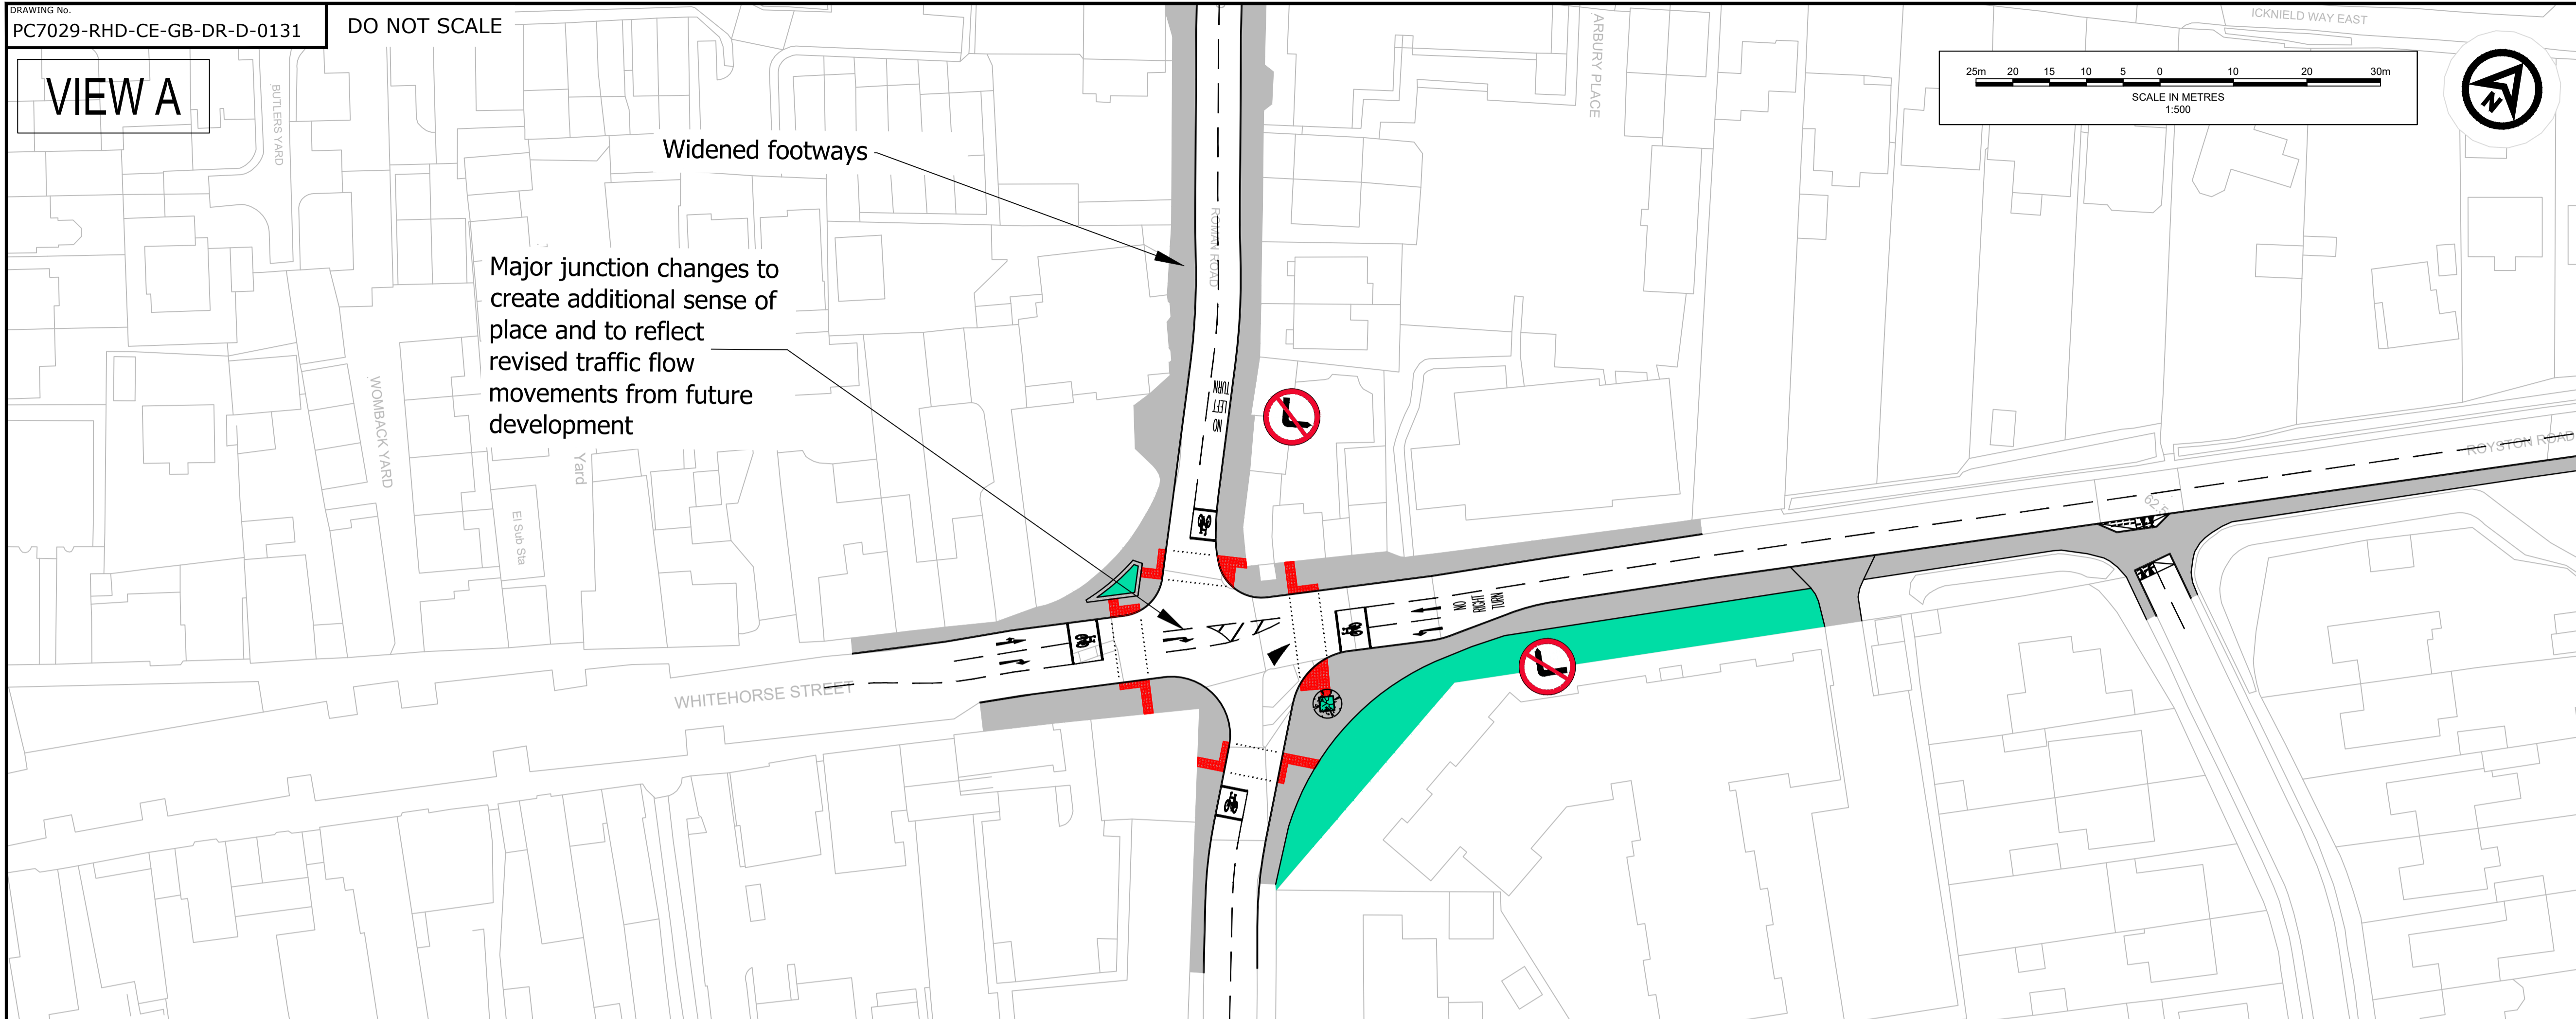 DRAWING No.
PC7029-RHD-CE-GB-DR-D-0131
DO NOT SCALE
VIEW A
ICKNIELD WAY EAST
25m 20 15 10 5 0 10 20 30m
SCALE IN METRES
1:500
N
BUTLERS YARD
ARBURY PLACE
Widened footways
ROMAN ROAD
Major junction changes to
create additional sense of
place and to reflect
revised traffic flow
movements from future
development
WOMBACK YARD
Yard
El Sub Sta
NO
LEFT
TURN
ROYSTON ROAD
TURN
RIGHT
NO
WHITEHORSE STREET